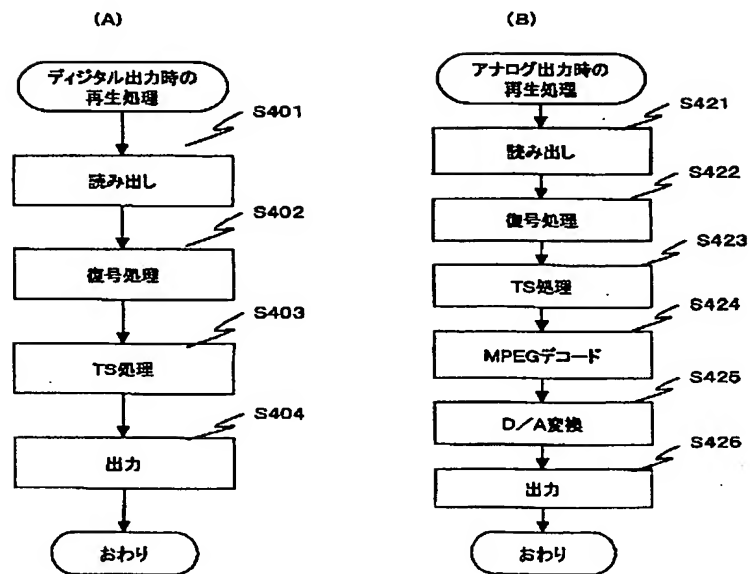 (A)
ディジタル出力時の
再生処理
S401
読み出し
S402
復号処理
S403
TS処理
S404
出力
おわり
(B)
アナログ出力時の
再生処理
S421
読み出し
S422
復号処理
S423
TS処理
S424
MPEGデコード
S425
D/A変換
S426
出力
おわり